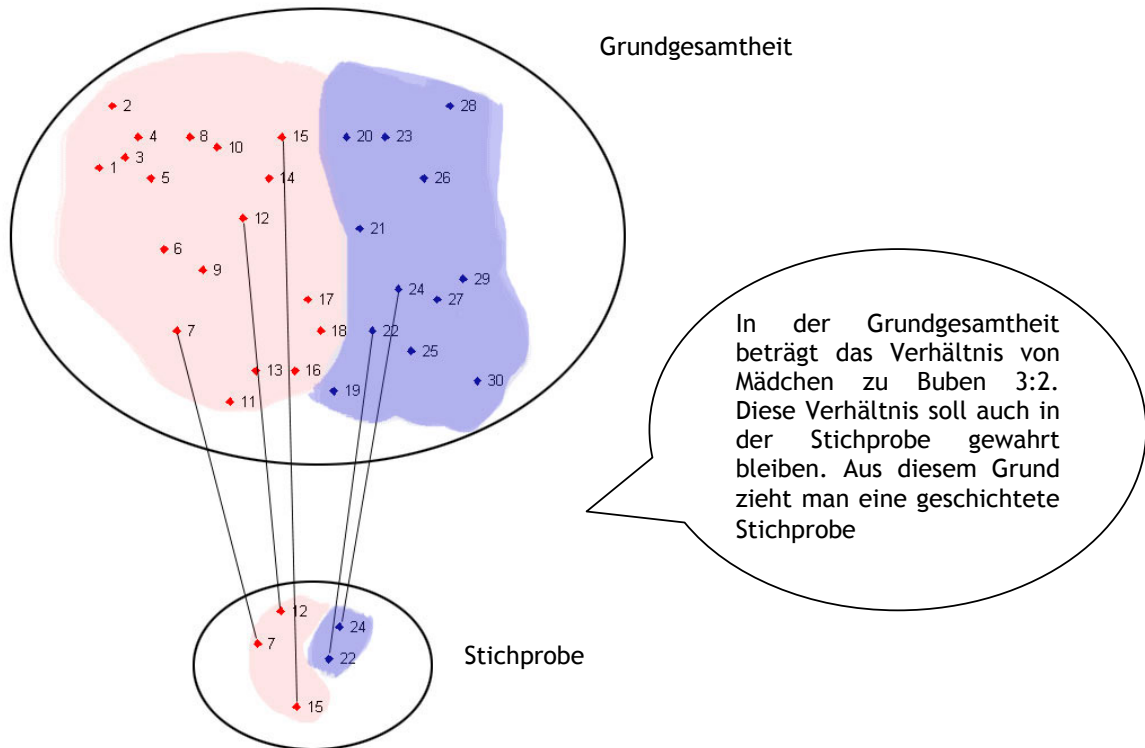 Grundgesamtheit
2
28
4 8 15 20 23
10
3
1
5 14 26
12
21
6
9
29
24
17 27
7 18 22
25
13 16
30
19
11
In der Grundgesamtheit
beträgt das Verhältnis von
Mädchen zu Buben 3:2.
Diese Verhältnis soll auch in
der Stichprobe gewahrt
bleiben. Aus diesem Grund
zieht man eine geschichtete
Stichprobe
12
24
7
22
Stichprobe
15